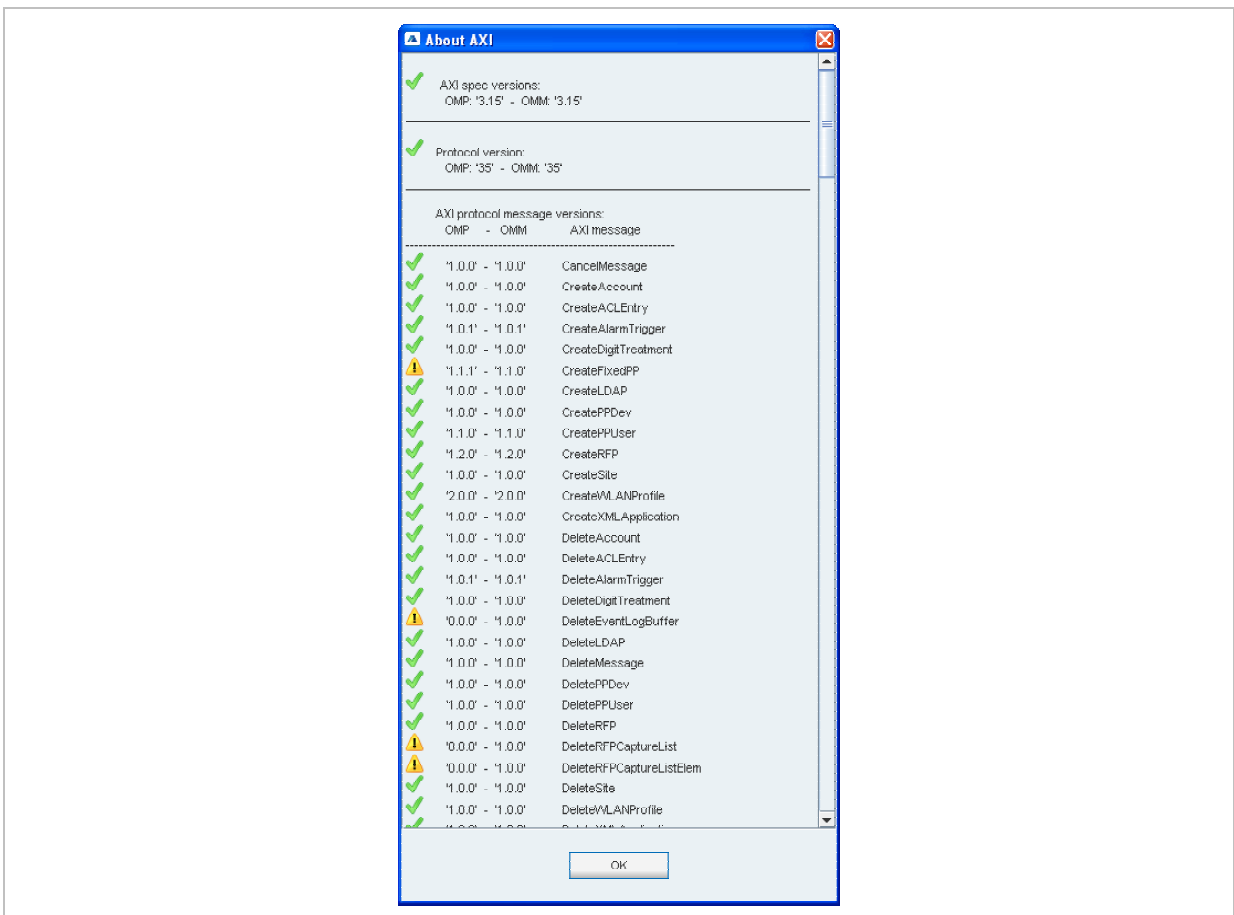 About AXI
AXI spec versions:
OMP: '3.15' - OMM: '3.15'
Protocol version:
OMP: '35' - OMM: '35'
AXI protocol message versions:
OMP - OMM AXI message
'1.0.0' - '1.0.0' CancelMessage
'1.0.0' - '1.0.0' CreateAccount
'1.0.0' - '1.0.0' CreateACLEntry
'1.0.1' - '1.0.1' CreateAlarmTrigger
'1.0.0' - '1.0.0' CreateDigitTreatment
'1.1.1' - '1.1.0' CreateFixedPP
'1.0.0' - '1.0.0' CreateLDAP
'1.0.0' - '1.0.0' CreatePPDev
'1.1.0' - '1.1.0' CreatePPUser
'1.2.0' - '1.2.0' CreateRFP
'1.0.0' - '1.0.0' CreateSite
'2.0.0' - '2.0.0' CreateWLANProfile
'1.0.0' - '1.0.0' CreateXMLApplication
'1.0.0' - '1.0.0' DeleteAccount
'1.0.0' - '1.0.0' DeleteACLEntry
'1.0.1' - '1.0.1' DeleteAlarmTrigger
'1.0.0' - '1.0.0' DeleteDigitTreatment
'0.0.0' - '1.0.0' DeleteEventLogBuffer
'1.0.0' - '1.0.0' DeleteLDAP
'1.0.0' - '1.0.0' DeleteMessage
'1.0.0' - '1.0.0' DeletePPDev
'1.0.0' - '1.0.0' DeletePPUser
'1.0.0' - '1.0.0' DeleteRFP
'0.0.0' - '1.0.0' DeleteRFPCaptureList
'0.0.0' - '1.0.0' DeleteRFPCaptureListElem
'1.0.0' - '1.0.0' DeleteSite
'1.0.0' - '1.0.0' DeleteWLANProfile
OK